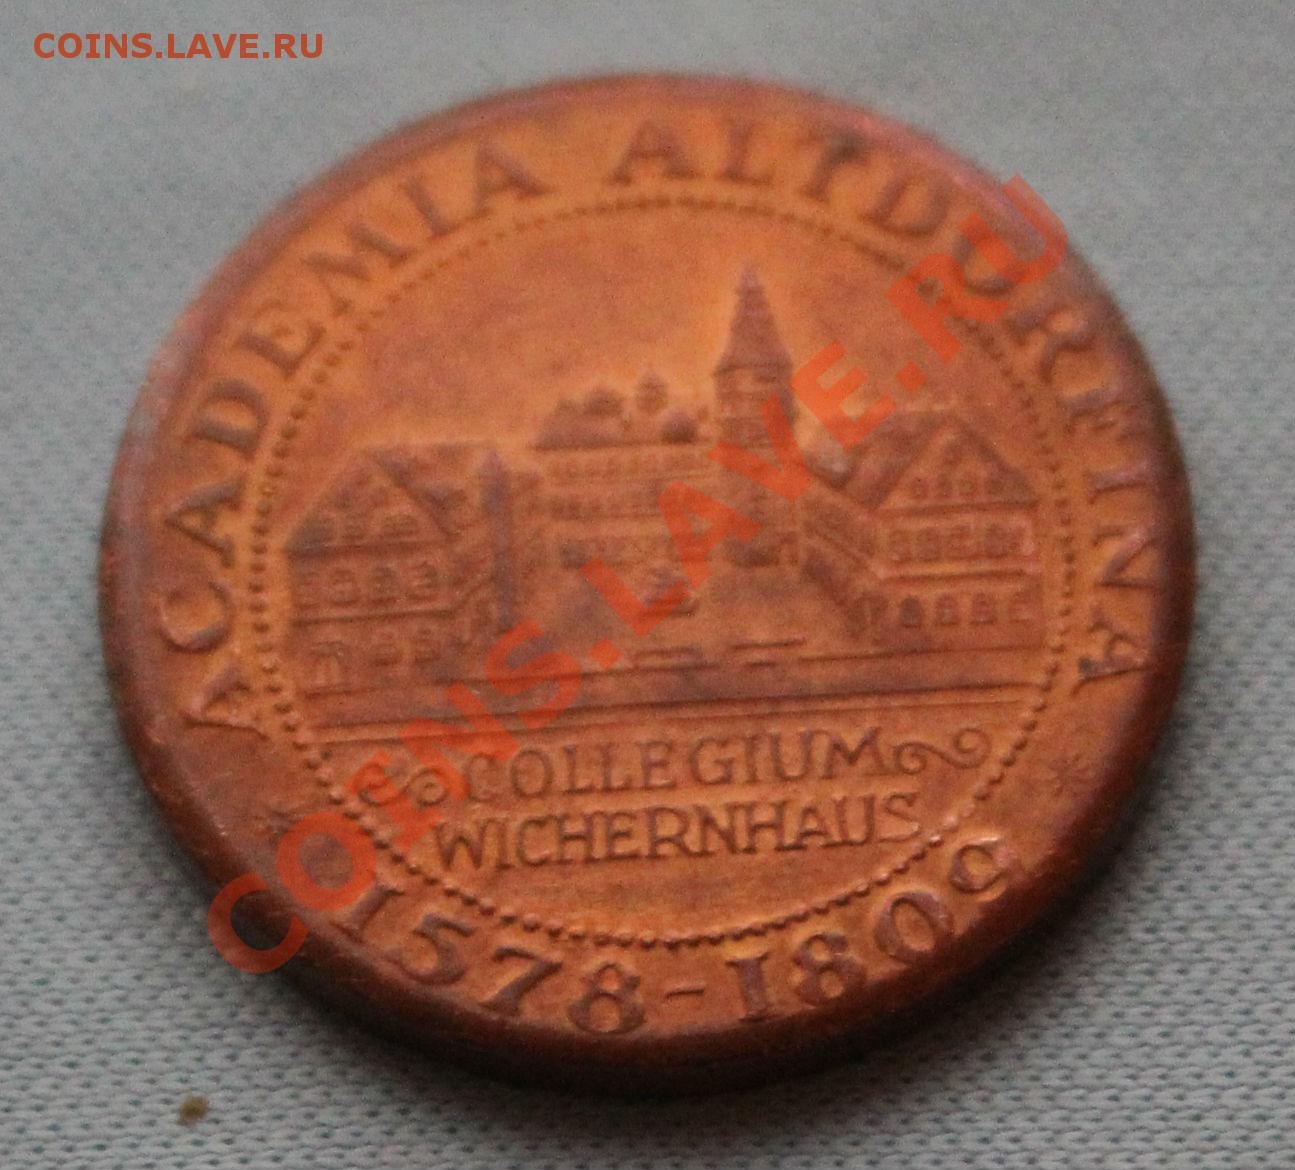 COINS.LAVE.RU
ACADEMIA ALTDORFINA
COLLEGIUM
WICHERNHAUS
1578-1809
COINS.LAVE.RU